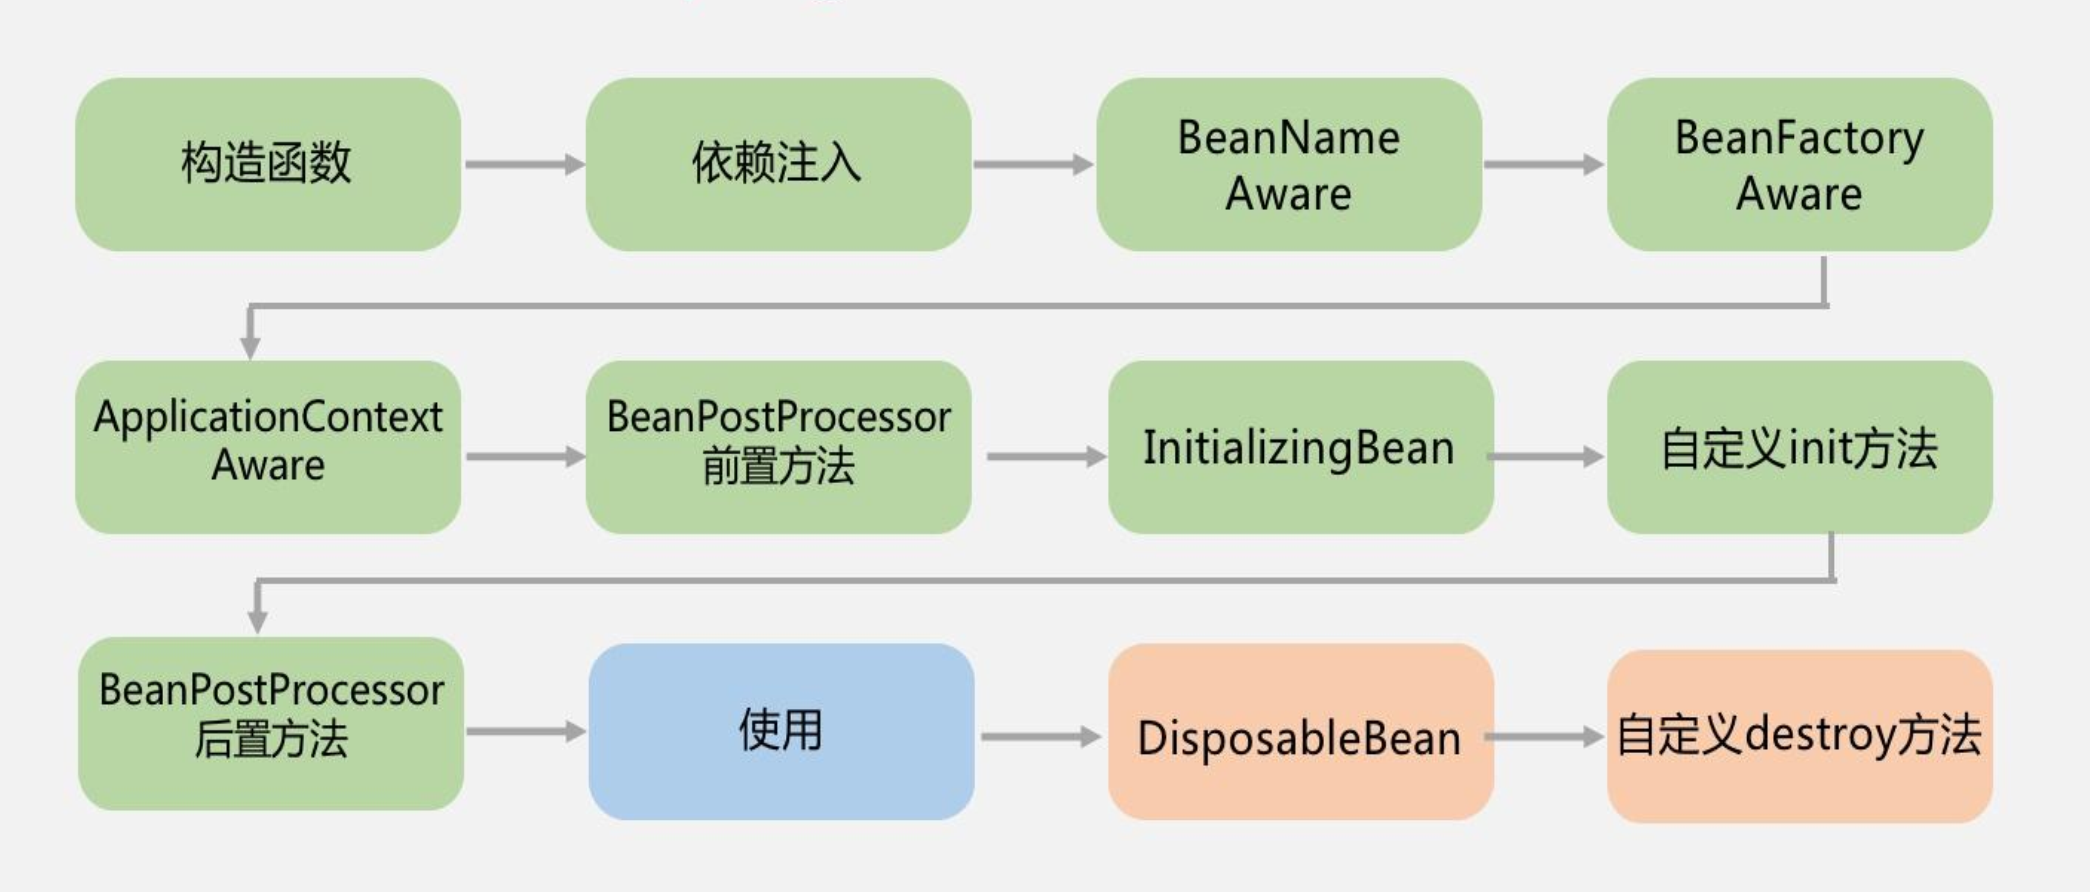 构造函数
依赖注入
BeanName
Aware
BeanFactory
Aware
ApplicationContext
Aware
BeanPostProcessor
前置方法
InitializingBean
自定义init方法
BeanPostProcessor
后置方法
使用
DisposableBean
自定义destroy方法